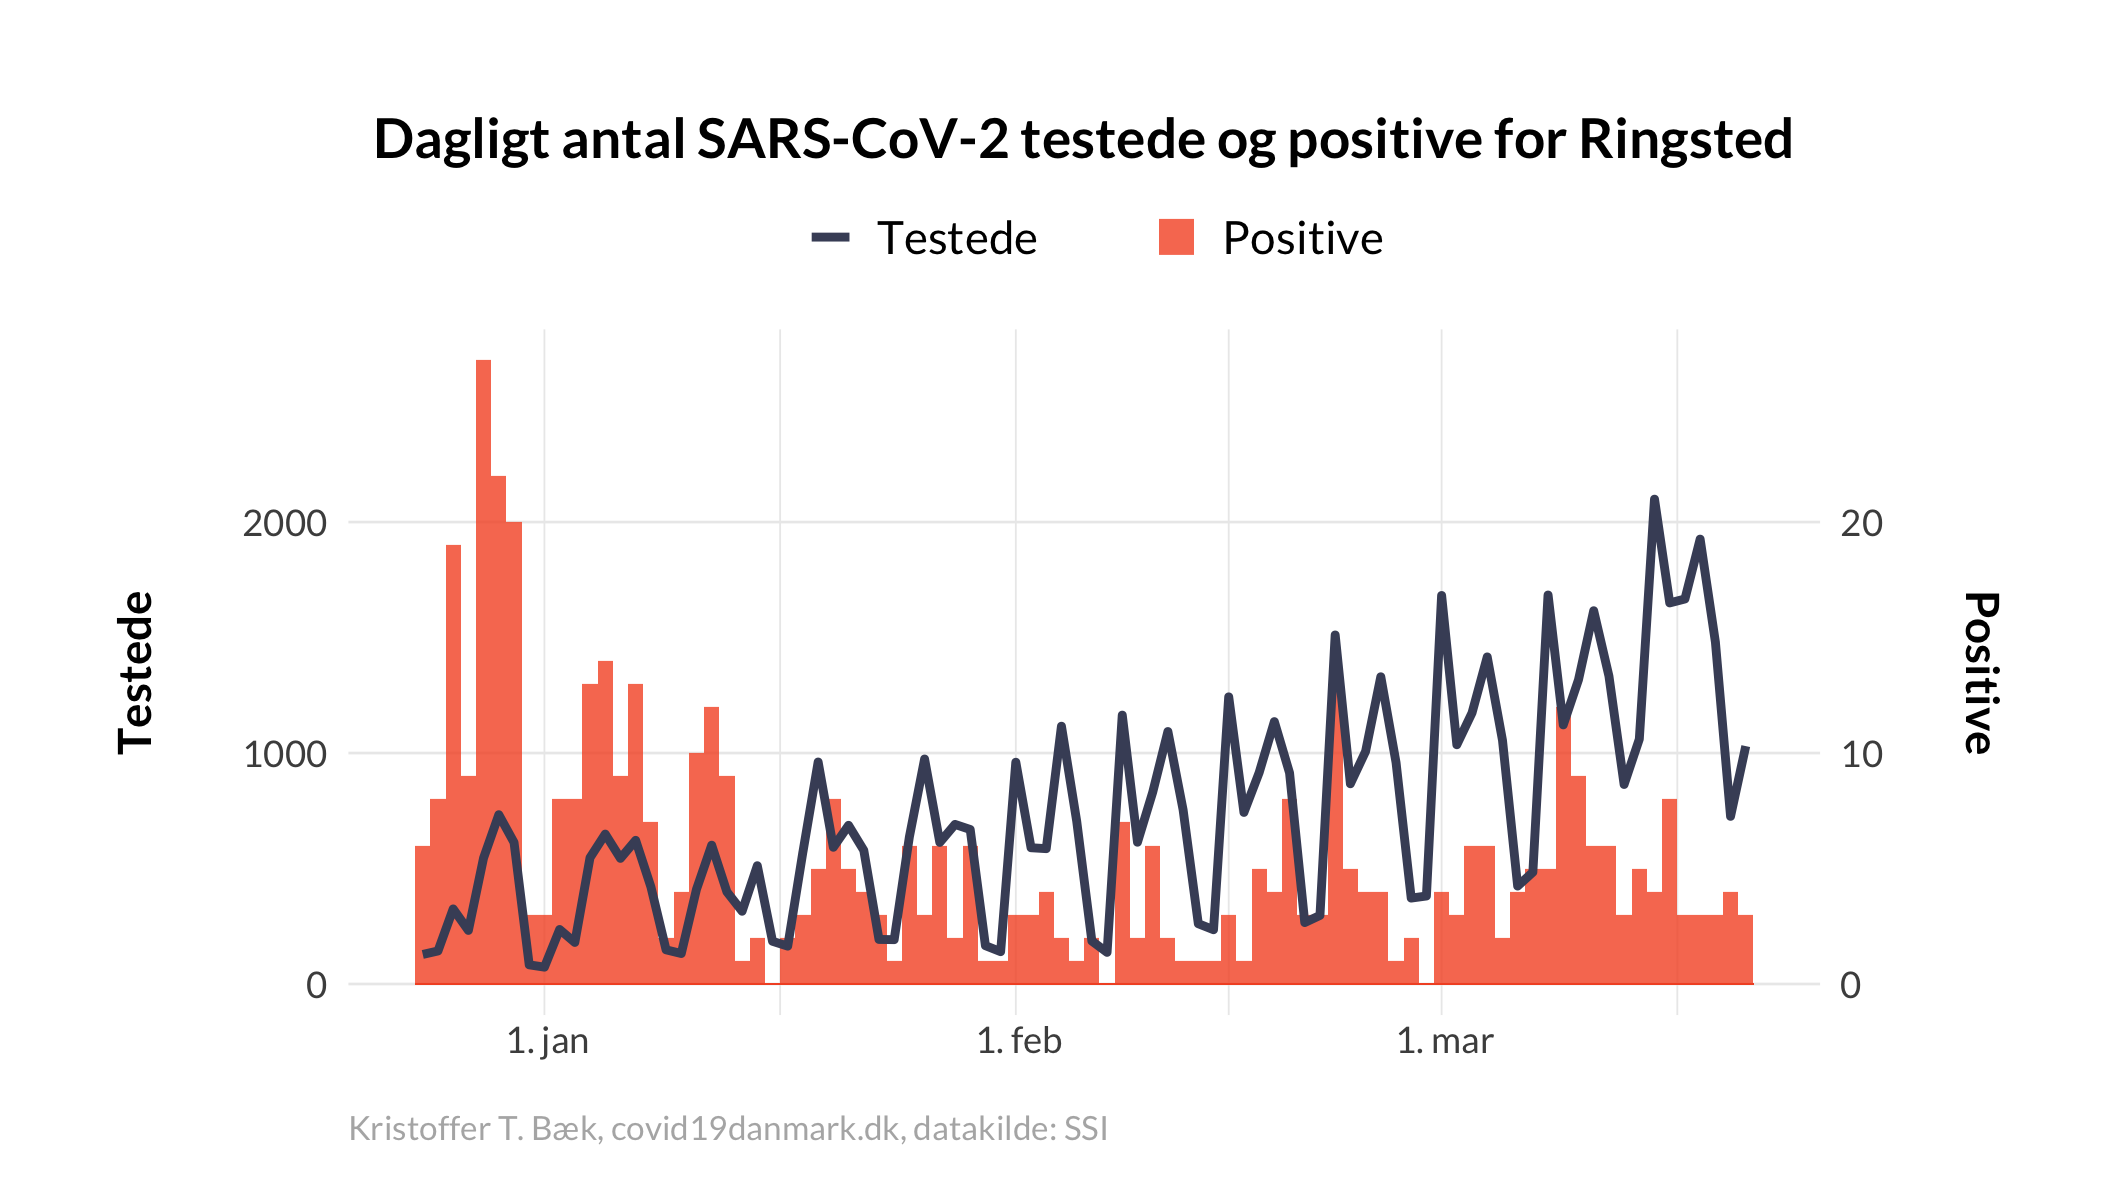 Dagligt antal SARS-CoV-2 testede og positive for Ringsted
Testede
Positive
2000
1000
0
Testede
20
10
0
Positive
1. jan
1. feb
1. mar
Kristoffer T. Bæk, covid19danmark.dk, datakilde: SSI